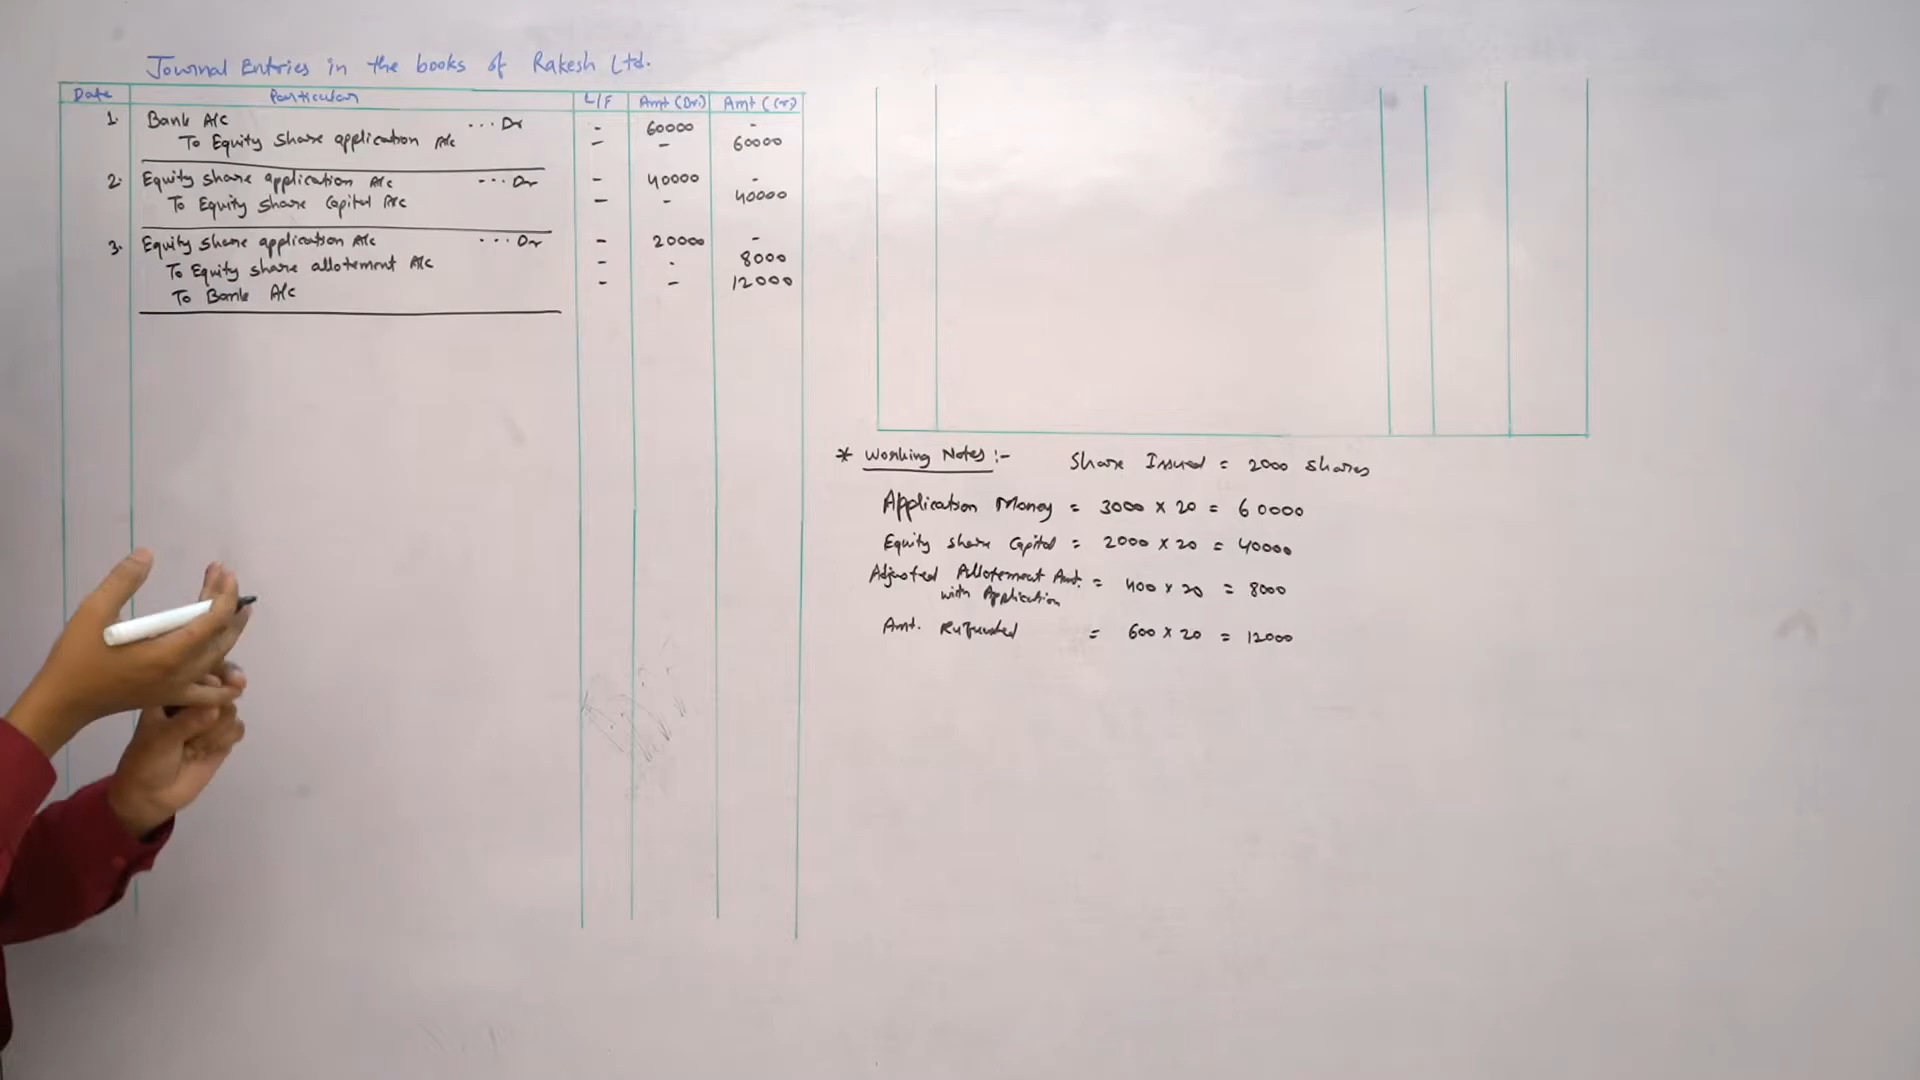 Journal Entries in the books of Rakesh Ltd.
Date Particular L/F Amt (Dr.) Amt (Cr)
1. Bank A/c ... Dr - 60000 -
To Equity share application A/c - - 60000
2. Equity share application A/c ... Dr - 40000 -
To Equity share Capital A/c - - 40000
3. Equity share application A/c ... Dr - 20000 -
To Equity share allotement A/c - - 8000
To Bank A/c - - 12000
* Working Notes :- Share Issued = 2000 shares
Application Money = 3000 x 20 = 60000
Equity share Capital = 2000 x 20 = 40000
Adjusted Allotement Amt. = 400 x 20 = 8000
with Application
Amt. Refunded = 600 x 20 = 12000